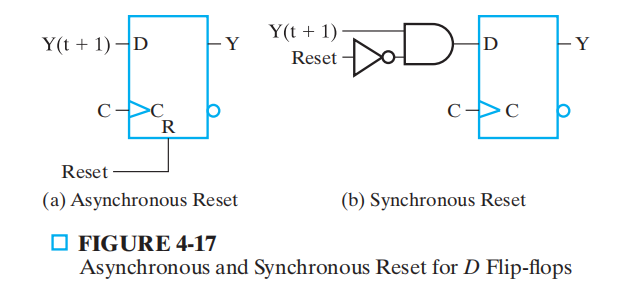 Y(t + 1) D Y
C C
R
Reset
(a) Asynchronous Reset
Y(t + 1)
Reset
D Y
C C
(b) Synchronous Reset
FIGURE 4-17
Asynchronous and Synchronous Reset for D Flip-flops